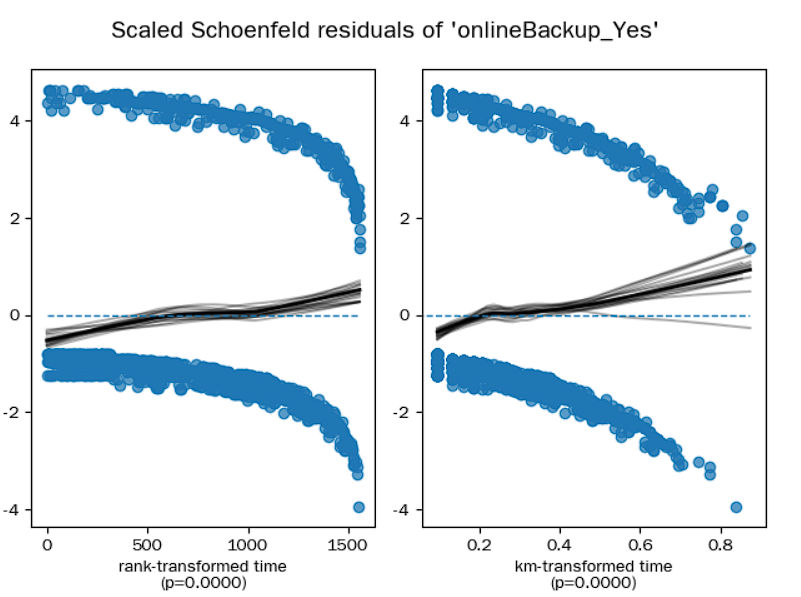 Scaled Schoenfeld residuals of 'onlineBackup_Yes'
4
2
0
-2
-4
0 500 1000 1500
rank-transformed time
(p=0.0000)
4
2
0
-2
-4
0.2 0.4 0.6 0.8
km-transformed time
(p=0.0000)